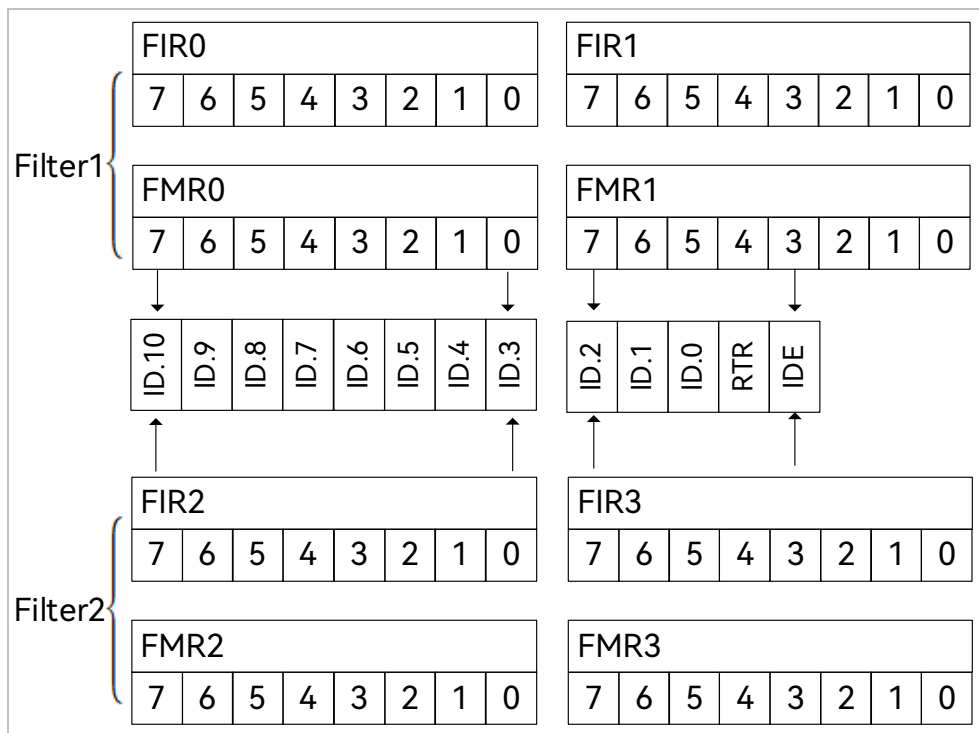 FIR0 FIR1
7 6 5 4 3 2 1 0 7 6 5 4 3 2 1 0
Filter1
FMR0 FMR1
7 6 5 4 3 2 1 0 7 6 5 4 3 2 1 0
ID.10 ID.9 ID.8 ID.7 ID.6 ID.5 ID.4 ID.3 ID.2 ID.1 ID.0 RTR IDE
FIR2 FIR3
7 6 5 4 3 2 1 0 7 6 5 4 3 2 1 0
Filter2
FMR2 FMR3
7 6 5 4 3 2 1 0 7 6 5 4 3 2 1 0